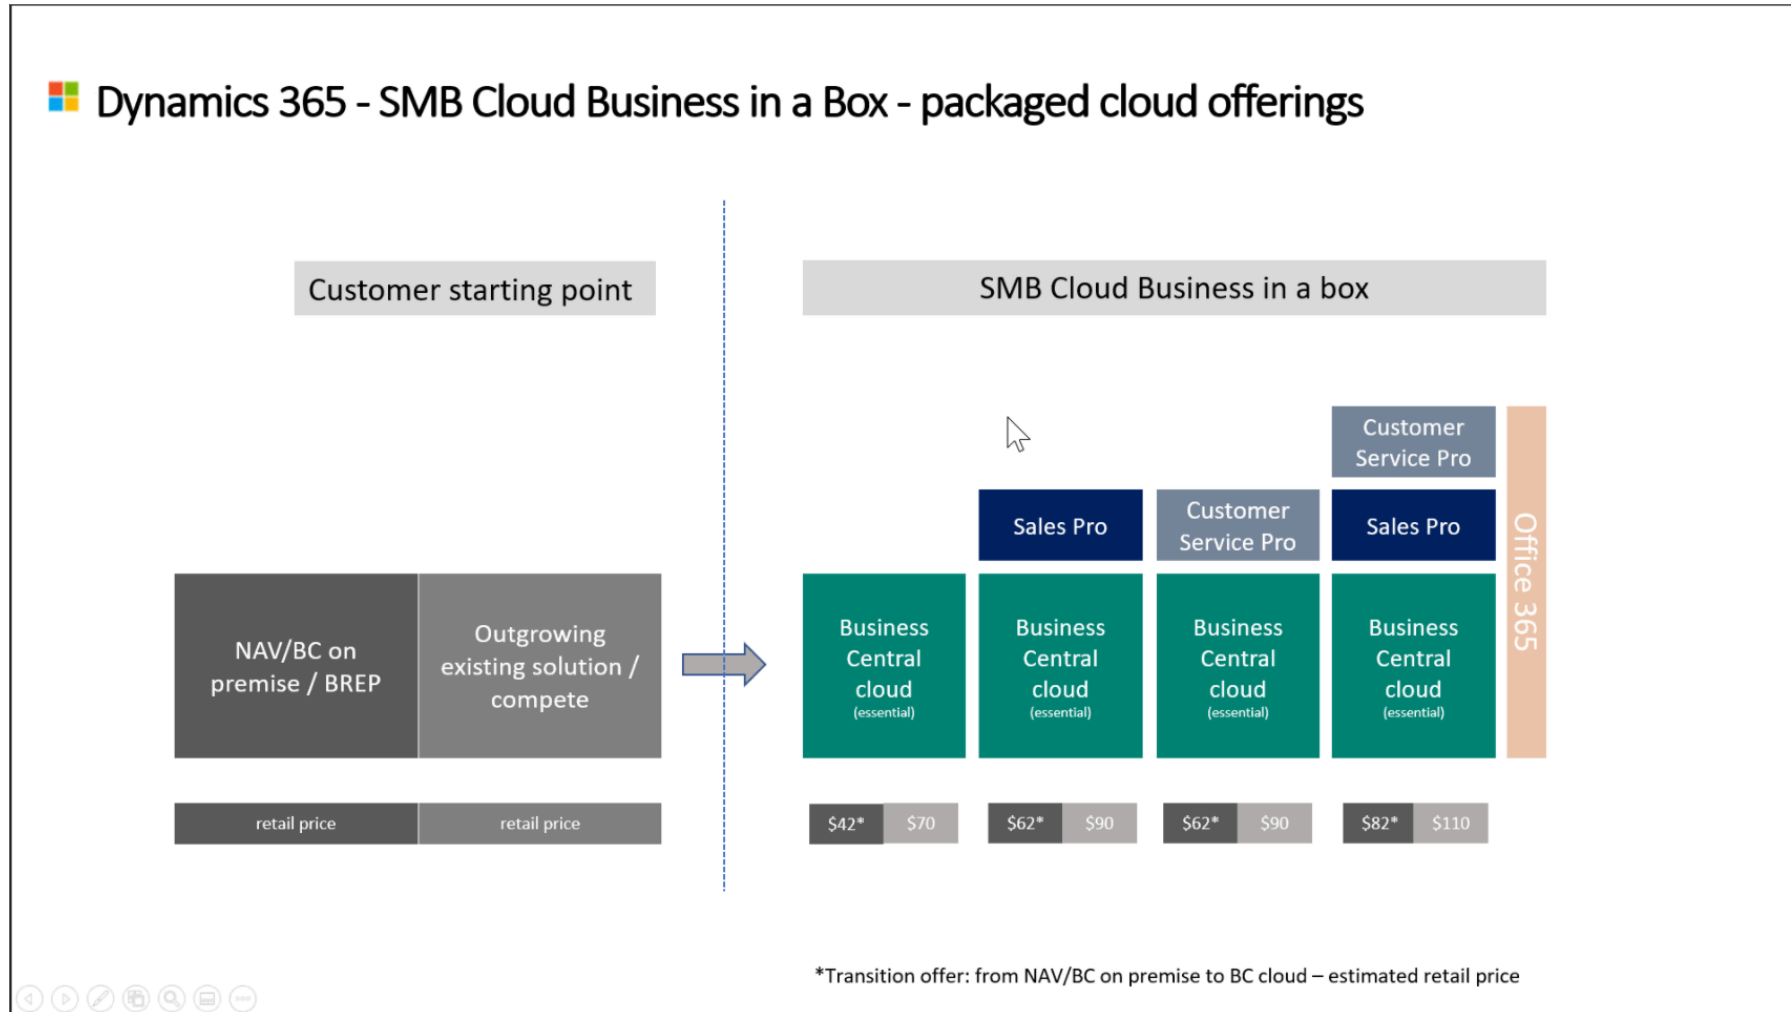 Dynamics 365 - SMB Cloud Business in a Box - packaged cloud offerings
Customer starting point
SMB Cloud Business in a box
NAV/BC on
premise / BREP
Outgrowing
existing solution /
compete
retail price
retail price
Business
Central
cloud
(essential)
$42*
$70
Sales Pro
Business
Central
cloud
(essential)
$62*
$90
Customer
Service Pro
Business
Central
cloud
(essential)
$62*
$90
Customer
Service Pro
Sales Pro
Business
Central
cloud
(essential)
$82*
$110
Office 365
*Transition offer: from NAV/BC on premise to BC cloud – estimated retail price